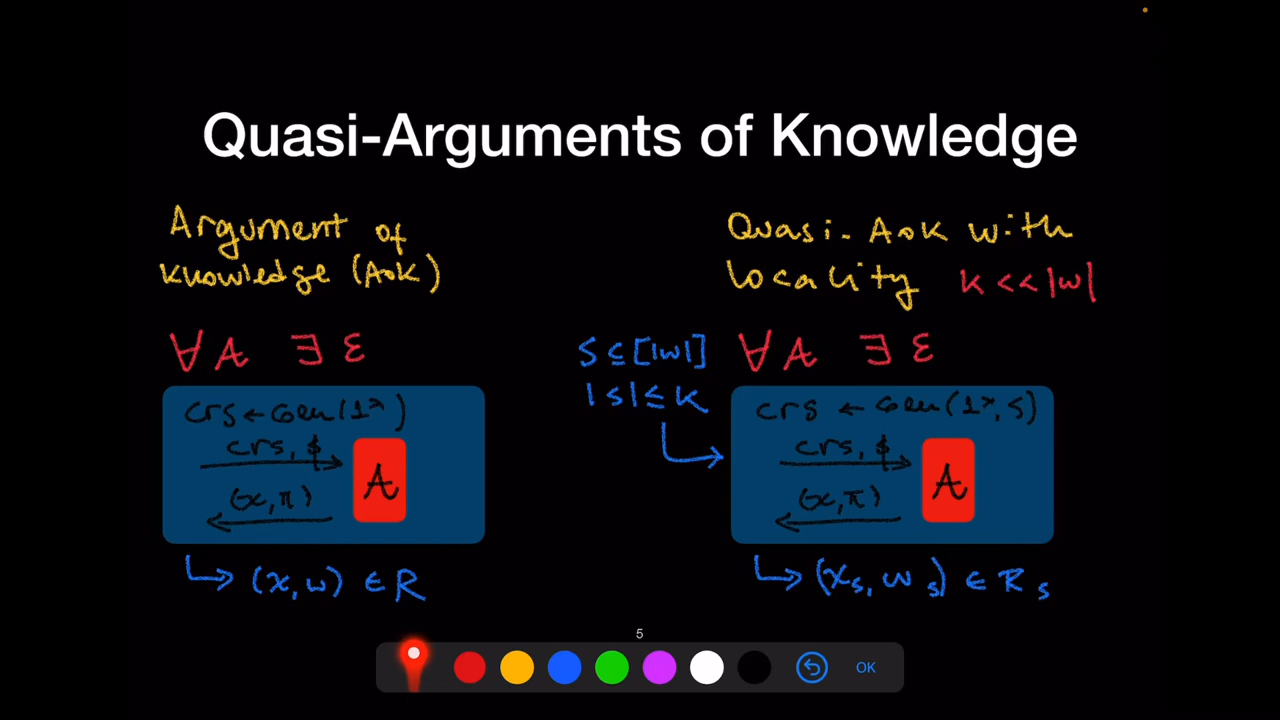 Quasi-Arguments of Knowledge
Argument of
Knowledge (AoK)
∀ A ∃ ε
crs ← Gen(1^λ)
crs, $
A
(x, π)
↳ (x, w) ∈ R
Quasi-AoK with
locality k << |w|
S ⊆ [|w|]
|S| ≤ k
∀ A ∃ ε
crs ← Gen(1^λ, S)
crs, $
A
(x, π)
↳ (x_S, w_S) ∈ R_S
5
OK